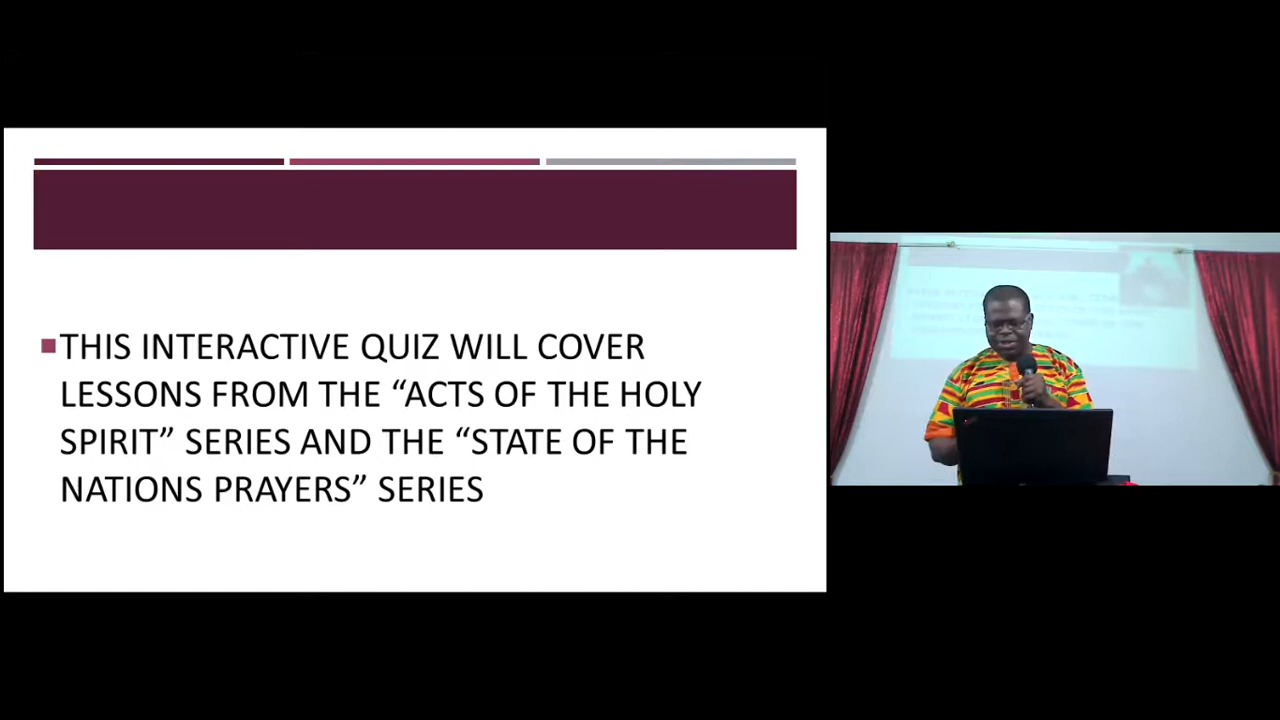 THIS INTERACTIVE QUIZ WILL COVER
LESSONS FROM THE “ACTS OF THE HOLY
SPIRIT” SERIES AND THE “STATE OF THE
NATIONS PRAYERS” SERIES